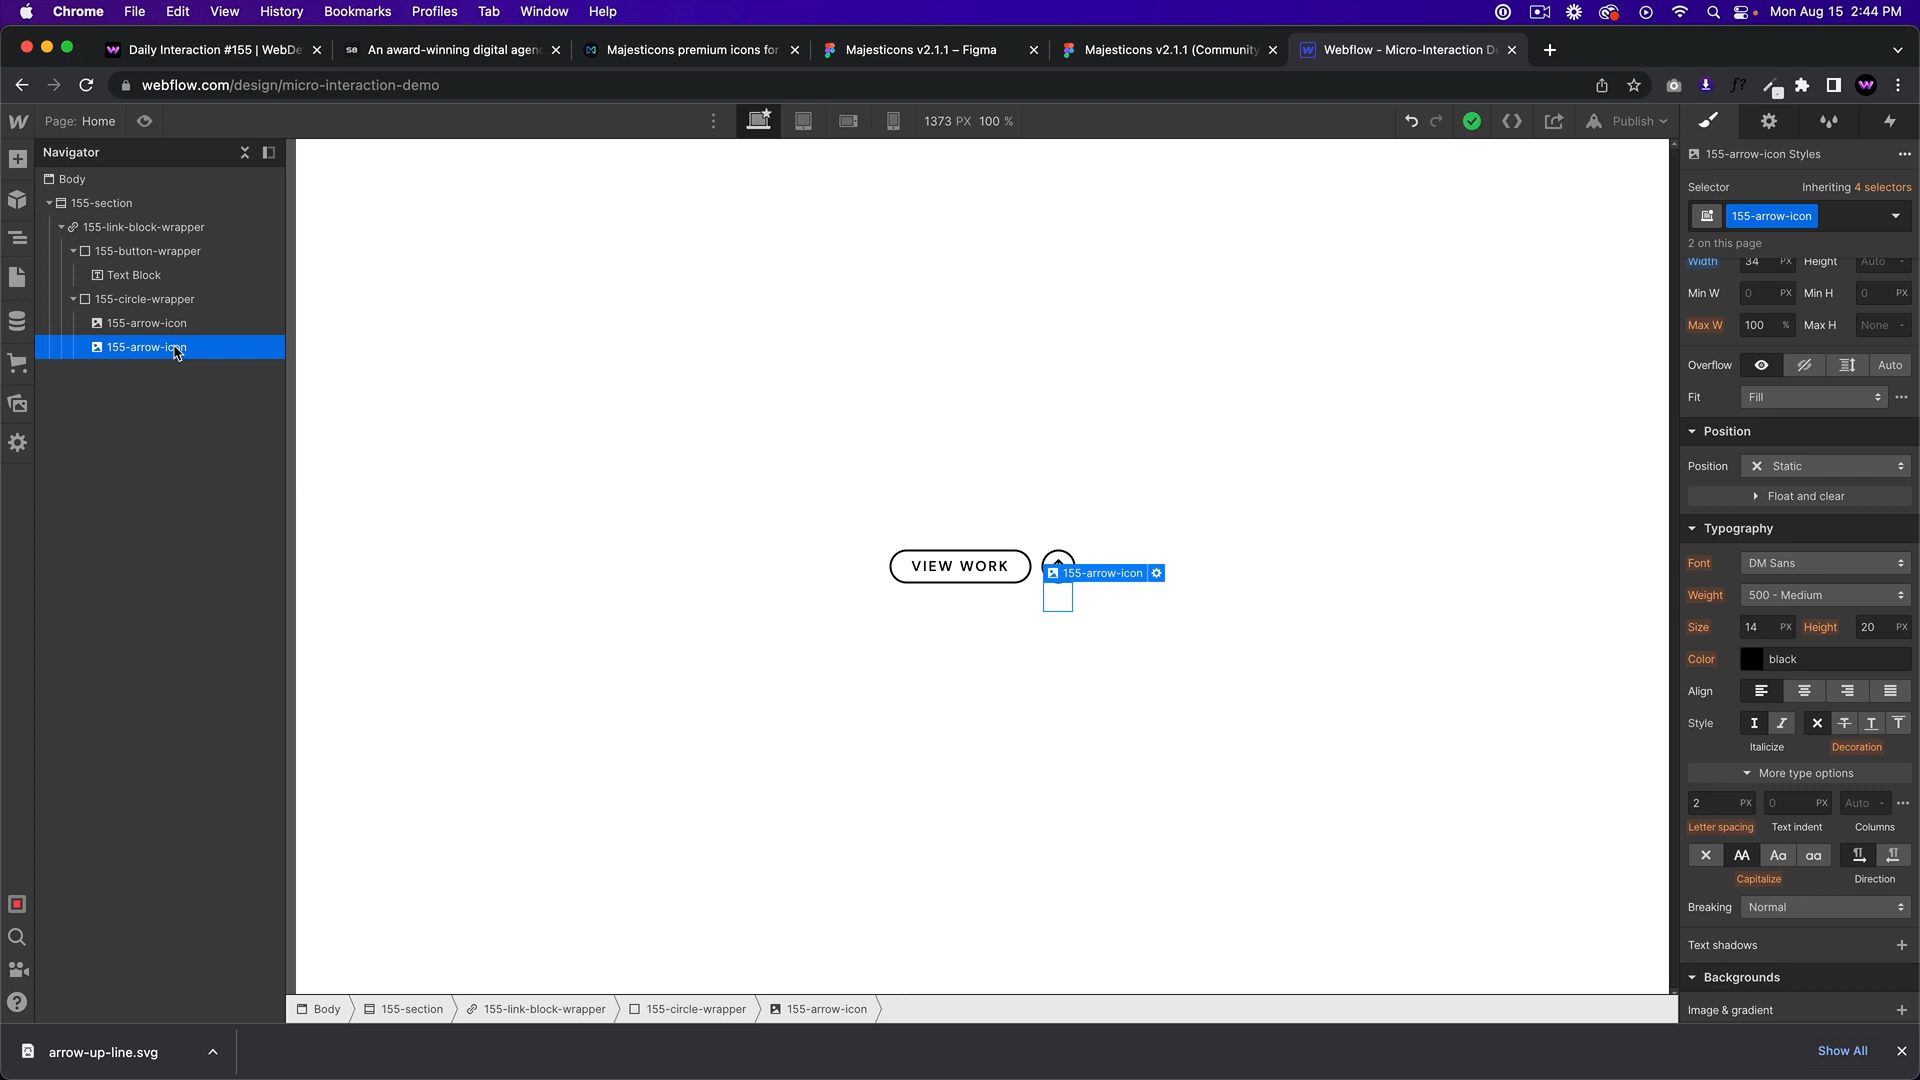 Chrome File Edit View History Bookmarks Profiles Tab Window Help Mon Aug 15 2:44 PM
Daily Interaction #155 | WebDe
An award-winning digital agen
Majesticons premium icons for
Majesticons v2.1.1 – Figma
Majesticons v2.1.1 (Community
Webflow - Micro-Interaction D
webflow.com/design/micro-interaction-demo
Page: Home
1373 PX 100 %
Publish
Navigator
Body
155-section
155-link-block-wrapper
155-button-wrapper
Text Block
155-circle-wrapper
155-arrow-icon
155-arrow-icon
VIEW WORK
155-arrow-icon
155-arrow-icon Styles
Selector Inheriting 4 selectors
155-arrow-icon
2 on this page
Width 34 PX Height Auto -
Min W 0 PX Min H 0 PX
Max W 100 % Max H None -
Overflow Auto
Fit Fill
Position
Position Static
Float and clear
Typography
Font DM Sans
Weight 500 - Medium
Size 14 PX Height 20 PX
Color black
Align
Style
Italicize Decoration
More type options
2 PX 0 PX Auto -
Letter spacing Text indent Columns
AA Aa aa
Capitalize Direction
Breaking Normal
Text shadows
Backgrounds
Image & gradient
Body 155-section 155-link-block-wrapper 155-circle-wrapper 155-arrow-icon
arrow-up-line.svg
Show All